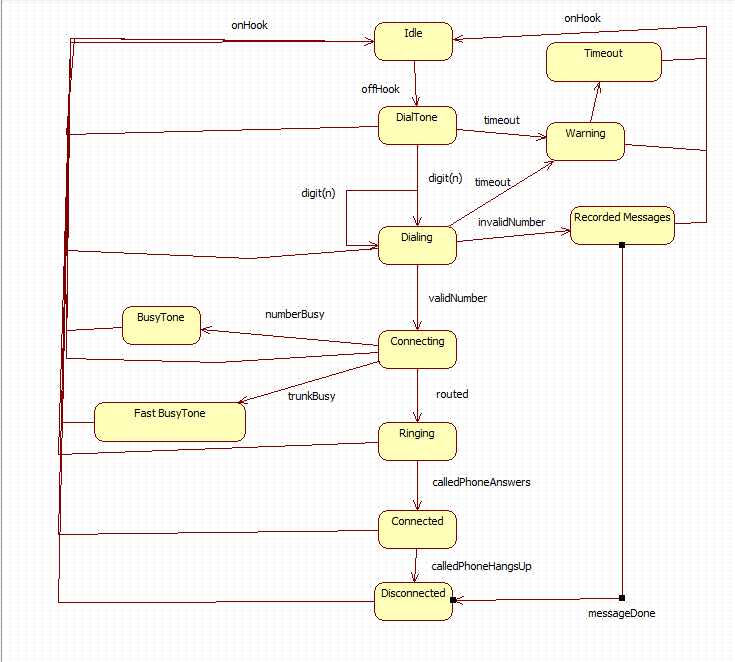 onHook
onHook
Idle
Timeout
offHook
DialTone
timeout
Warning
digit(n)
timeout
digit(n)
Recorded Messages
invalidNumber
Dialing
validNumber
BusyTone
numberBusy
Connecting
trunkBusy
routed
Fast BusyTone
Ringing
calledPhoneAnswers
Connected
calledPhoneHangsUp
Disconnected
messageDone